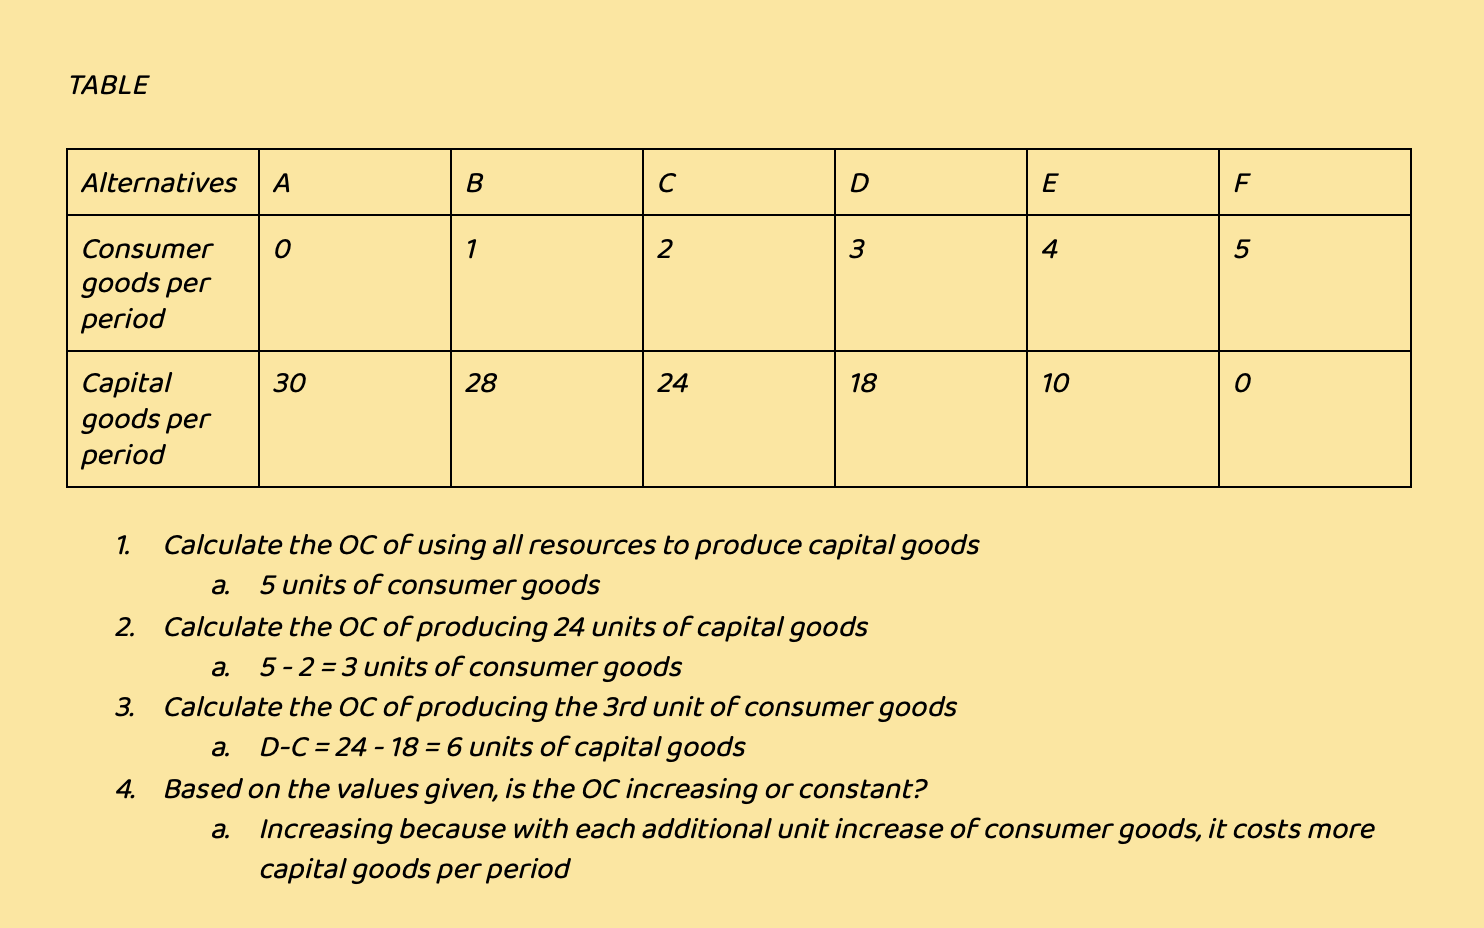 TABLE
Alternatives A B C D E F
Consumer goods per period 0 1 2 3 4 5
Capital goods per period 30 28 24 18 10 0
1. Calculate the OC of using all resources to produce capital goods
a. 5 units of consumer goods
2. Calculate the OC of producing 24 units of capital goods
a. 5 - 2 = 3 units of consumer goods
3. Calculate the OC of producing the 3rd unit of consumer goods
a. D-C = 24 - 18 = 6 units of capital goods
4. Based on the values given, is the OC increasing or constant?
a. Increasing because with each additional unit increase of consumer goods, it costs more
capital goods per period